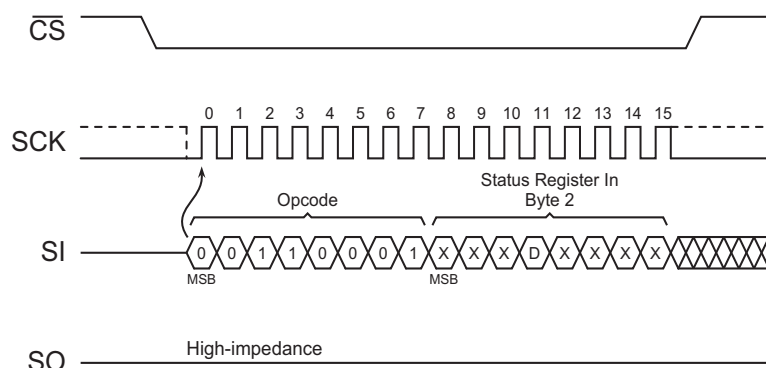 CS
0 1 2 3 4 5 6 7 8 9 10 11 12 13 14 15
SCK
Status Register In
Byte 2
Opcode
SI
0 0 1 1 0 0 0 1 X X X D X X X X
MSB MSB
High-impedance
SO